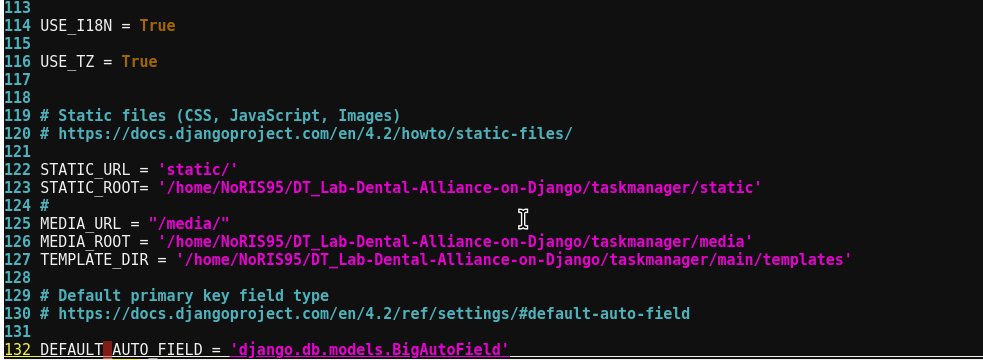 113
114 USE_I18N = True
115
116 USE_TZ = True
117
118
119 # Static files (CSS, JavaScript, Images)
120 # https://docs.djangoproject.com/en/4.2/howto/static-files/
121
122 STATIC_URL = 'static/'
123 STATIC_ROOT= '/home/NoRIS95/DT_Lab-Dental-Alliance-on-Django/taskmanager/static'
124 #
125 MEDIA_URL = "/media/"
126 MEDIA_ROOT = '/home/NoRIS95/DT_Lab-Dental-Alliance-on-Django/taskmanager/media'
127 TEMPLATE_DIR = '/home/NoRIS95/DT_Lab-Dental-Alliance-on-Django/taskmanager/main/templates'
128
129 # Default primary key field type
130 # https://docs.djangoproject.com/en/4.2/ref/settings/#default-auto-field
131
132 DEFAULT_AUTO_FIELD = 'django.db.models.BigAutoField'